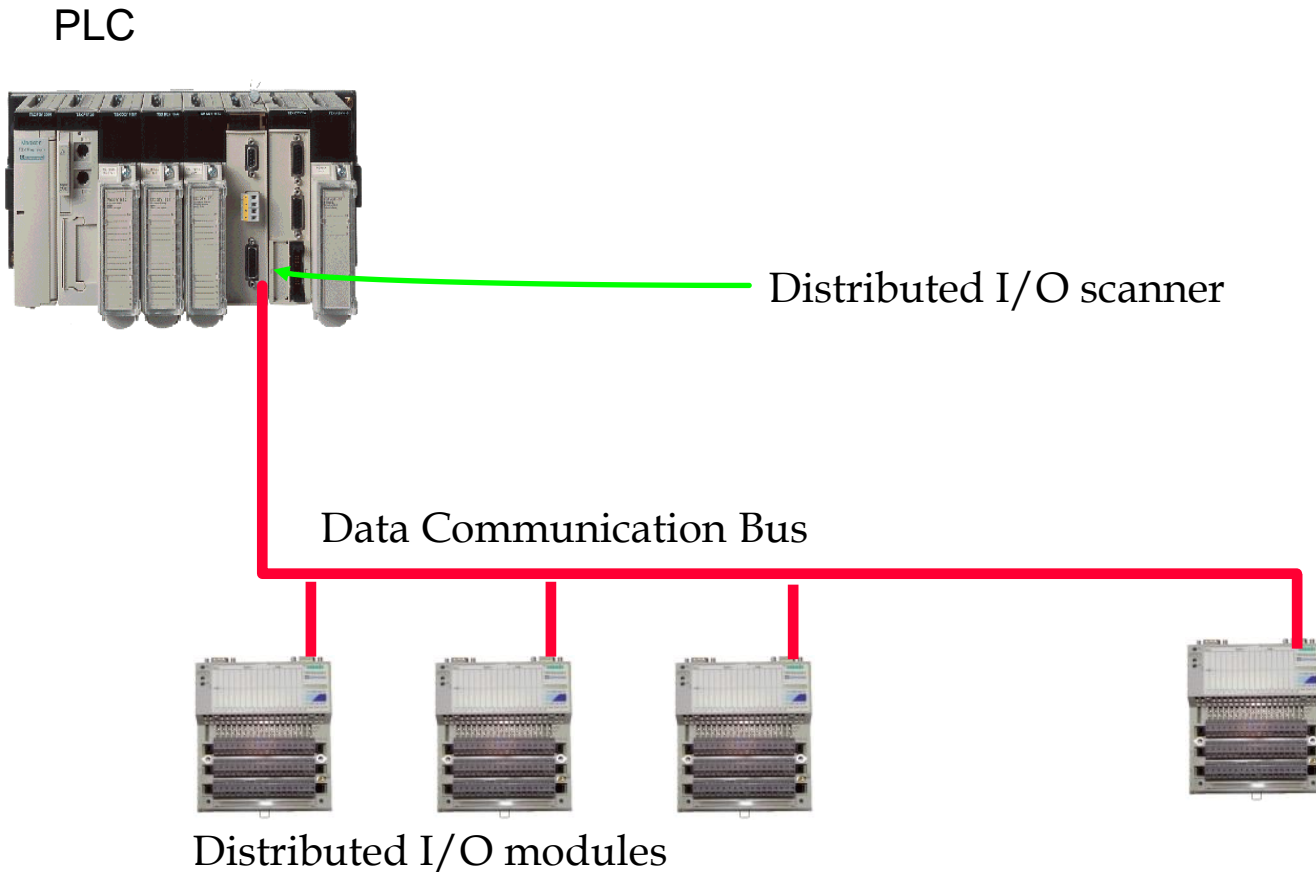 PLC
Distributed I/O scanner
Data Communication Bus
Distributed I/O modules